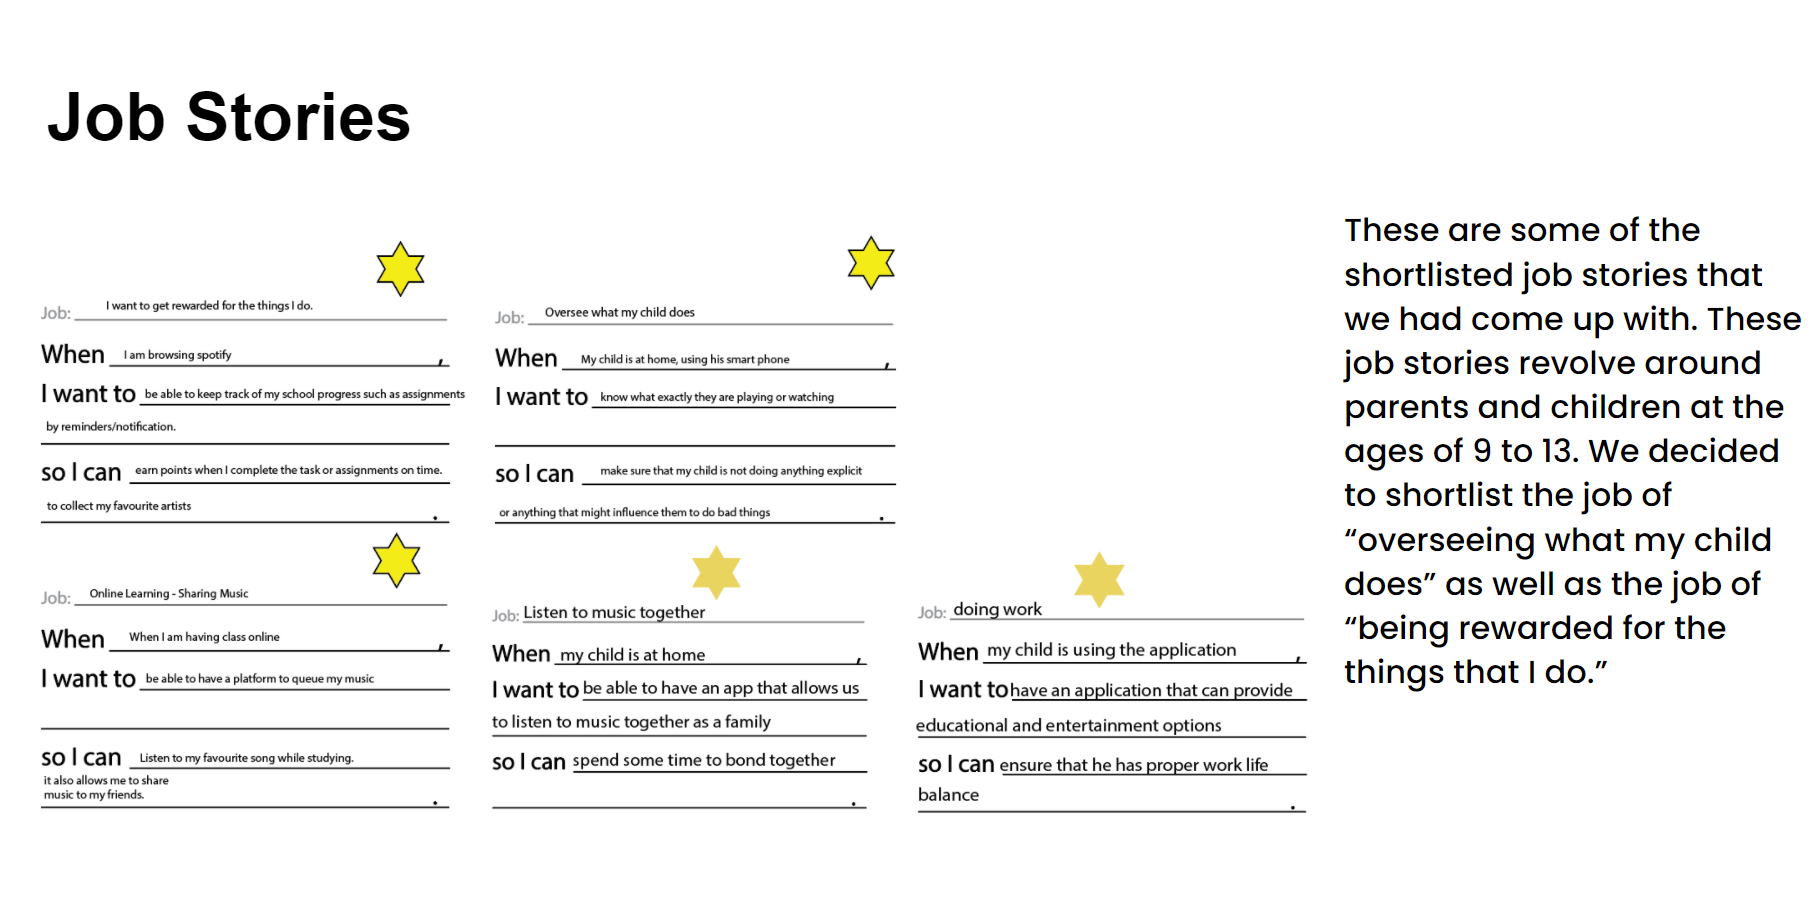 Job Stories
Job: I want to get rewarded for the things I do.
When I am browsing spotify ,
I want to be able to keep track of my school progress such as assignments
by reminders/notification.
so I can earn points when I complete the task or assignments on time.
to collect my favourite artists .
Job: Oversee what my child does
When My child is at home, using his smart phone ,
I want to know what exactly they are playing or watching
so I can make sure that my child is not doing anything explicit
or anything that might influence them to do bad things .
Job: Online Learning - Sharing Music
When When I am having class online ,
I want to be able to have a platform to queue my music
so I can Listen to my favourite song while studying.
it also allows me to share
music to my friends. .
Job: Listen to music together
When my child is at home ,
I want to be able to have an app that allows us
to listen to music together as a family
so I can spend some time to bond together
.
Job: doing work
When my child is using the application ,
I want to have an application that can provide
educational and entertainment options
so I can ensure that he has proper work life
balance .
These are some of the
shortlisted job stories that
we had come up with. These
job stories revolve around
parents and children at the
ages of 9 to 13. We decided
to shortlist the job of
“overseeing what my child
does” as well as the job of
“being rewarded for the
things that I do.”